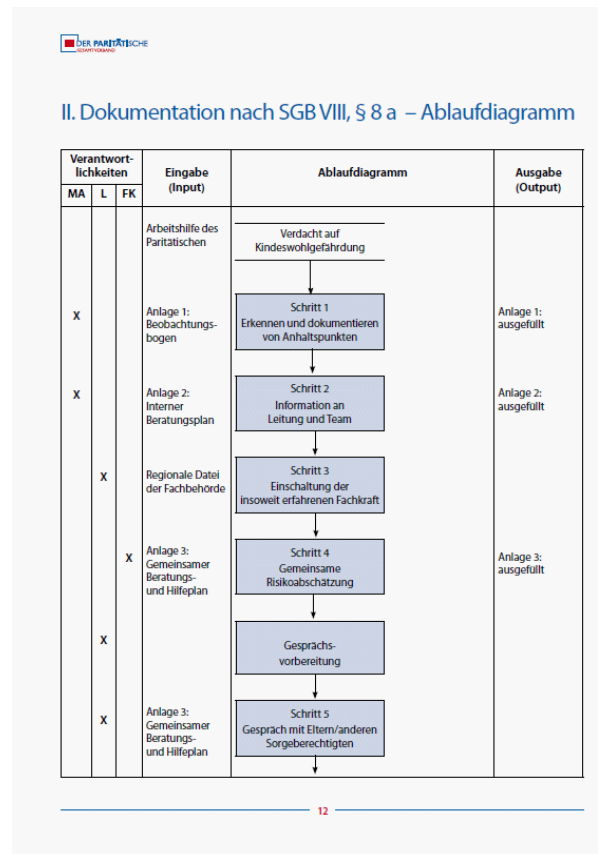 DER PARITÄTISCHE
GESAMTVERBAND
II. Dokumentation nach SGB VIII, § 8 a – Ablaufdiagramm
Verantwort-
lichkeiten
MA L FK
Eingabe
(Input)
Ablaufdiagramm
Ausgabe
(Output)
Arbeitshilfe des
Paritätischen
Verdacht auf
Kindeswohlgefährdung
X
Anlage 1:
Beobachtungs-
bogen
Schritt 1
Erkennen und dokumentieren
von Anhaltspunkten
Anlage 1:
ausgefüllt
X
Anlage 2:
Interner
Beratungsplan
Schritt 2
Information an
Leitung und Team
Anlage 2:
ausgefüllt
X
Regionale Datei
der Fachbehörde
Schritt 3
Einschaltung der
insoweit erfahrenen Fachkraft
X
Anlage 3:
Gemeinsamer
Beratungs-
und Hilfeplan
Schritt 4
Gemeinsame
Risikoabschätzung
Anlage 3:
ausgefüllt
X
Gesprächs-
vorbereitung
X
Anlage 3:
Gemeinsamer
Beratungs-
und Hilfeplan
Schritt 5
Gespräch mit Eltern/anderen
Sorgeberechtigten
12